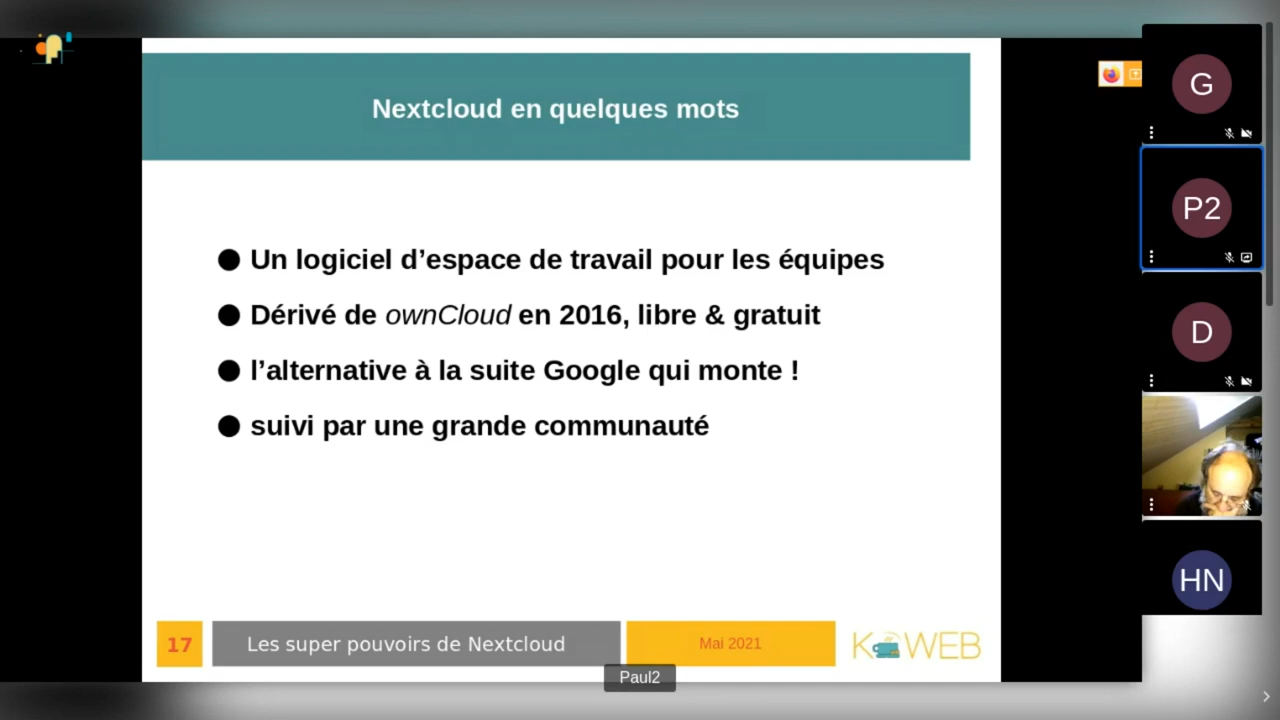 Nextcloud en quelques mots
● Un logiciel d’espace de travail pour les équipes
● Dérivé de ownCloud en 2016, libre & gratuit
● l’alternative à la suite Google qui monte !
● suivi par une grande communauté
17
Les super pouvoirs de Nextcloud
Mai 2021
KAWEB
Paul2
G
P2
D
HN